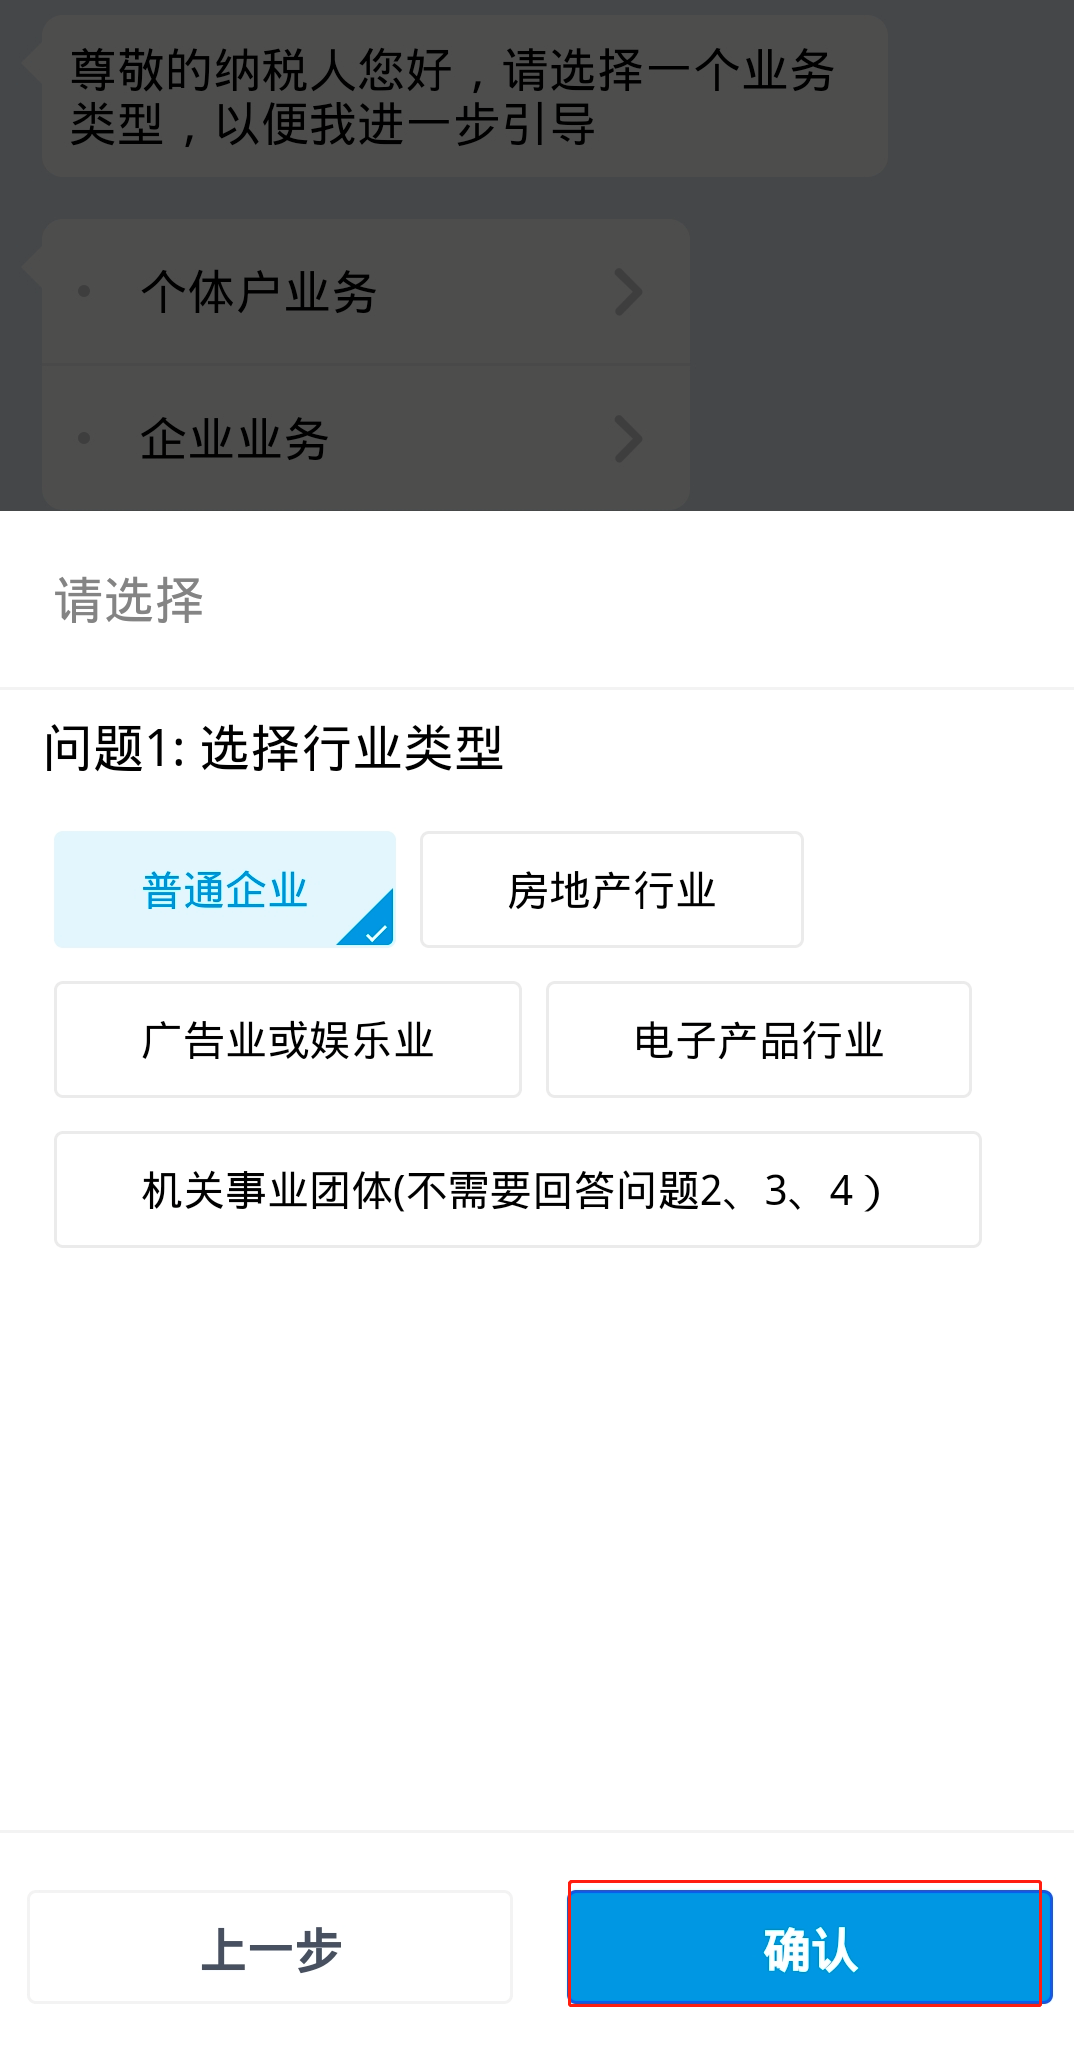 尊敬的纳税人您好，请选择一个业务
类型，以便我进一步引导
个体户业务
企业业务
请选择
问题1: 选择行业类型
普通企业
房地产行业
广告业或娱乐业
电子产品行业
机关事业团体(不需要回答问题2、3、4）
上一步
确认